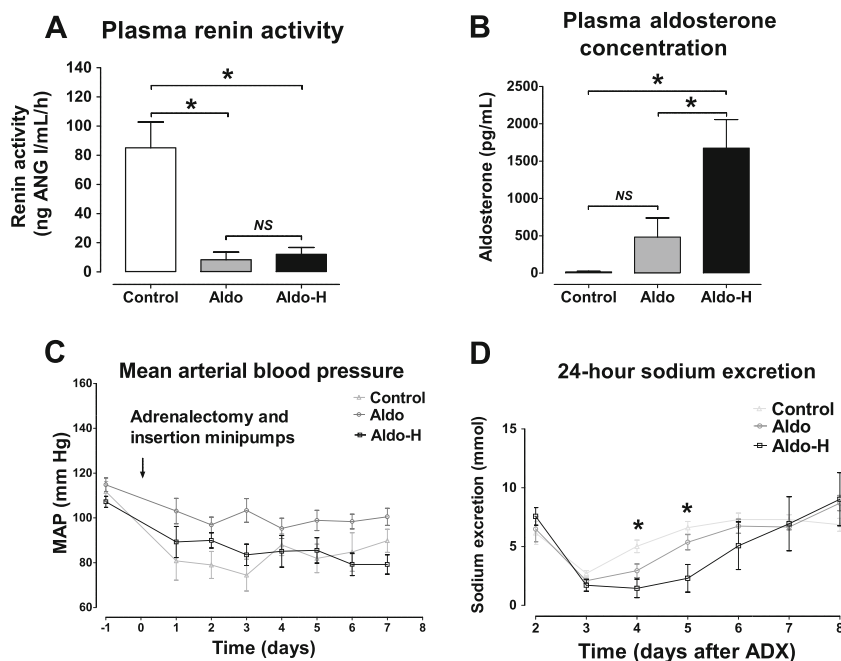 A Plasma renin activity
Renin activity
(ng ANG I/mL/h)
140
120
100
80
60
40
20
0
*
*
NS
Control Aldo Aldo-H
B Plasma aldosterone
concentration
Aldosterone (pg/mL)
2500
2000
1500
1000
500
0
*
*
NS
Control Aldo Aldo-H
C Mean arterial blood pressure
MAP (mm Hg)
160
140
120
100
80
60
Control
Aldo
Aldo-H
Adrenalectomy and
insertion minipumps
-1 0 1 2 3 4 5 6 7 8
Time (days)
D 24-hour sodium excretion
Sodium excretion (mmol)
15
10
5
0
Control
Aldo
Aldo-H
* *
2 3 4 5 6 7 8
Time (days after ADX)